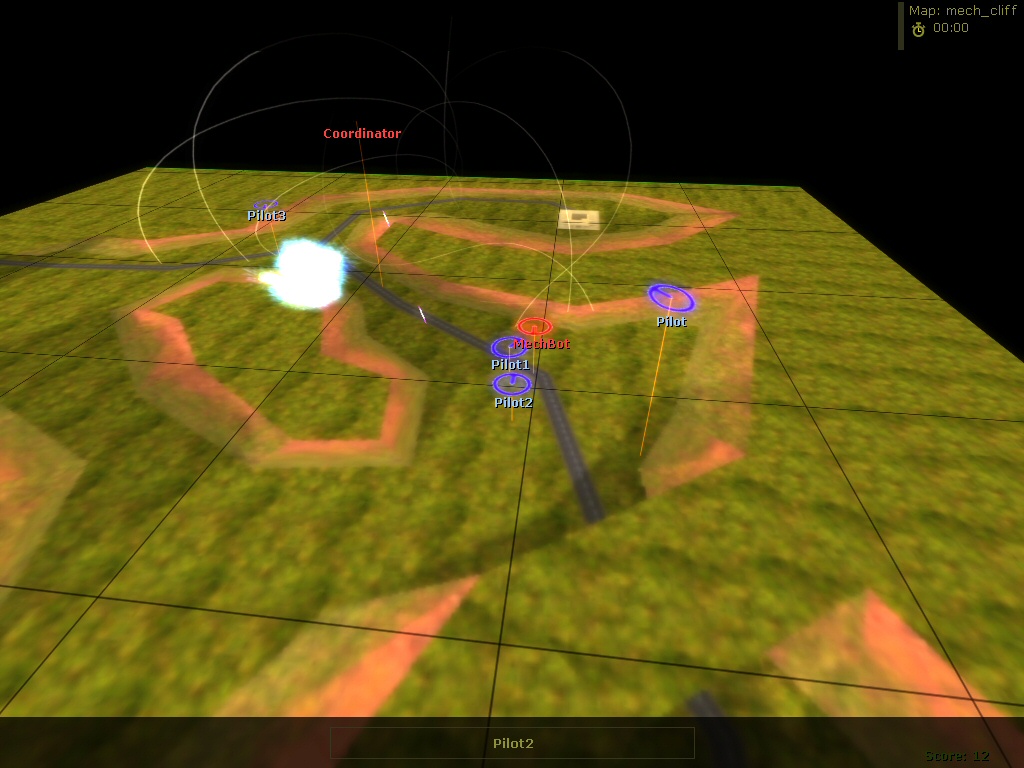 Map: mech_cliff
00:00
Coordinator
Pilot3
Pilot
MechBot
Pilot1
Pilot2
Pilot2
Score: 12